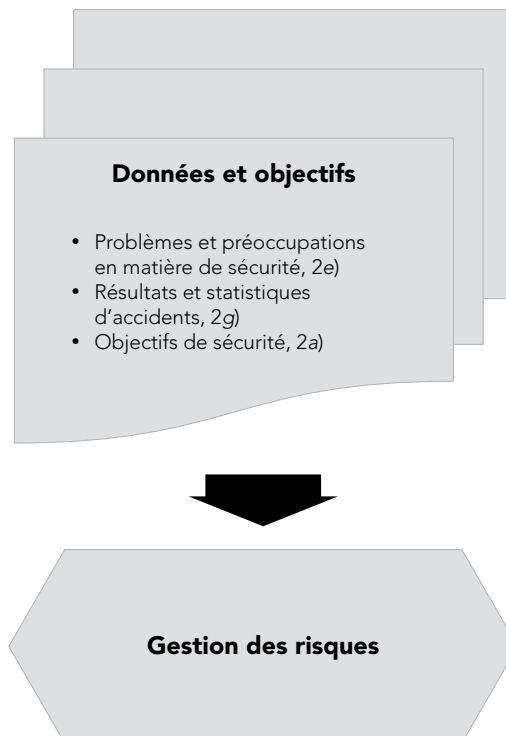 Données et objectifs
• Problèmes et préoccupations
en matière de sécurité, 2e)
• Résultats et statistiques
d’accidents, 2g)
• Objectifs de sécurité, 2a)
Gestion des risques